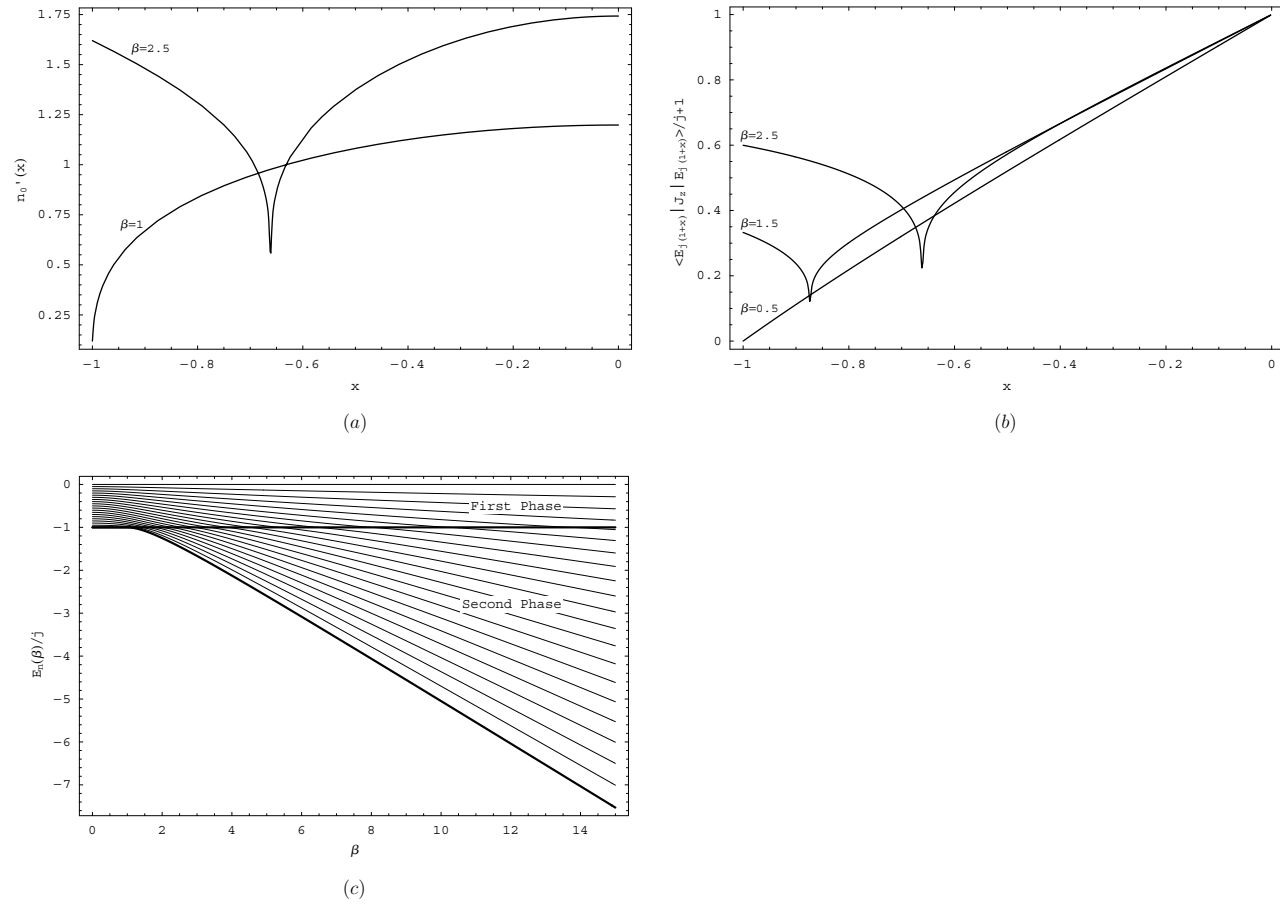 1.75
1.5
1.25
1
0.75
0.5
0.25
n₀'(x)
β=2.5
β=1
−1
−0.8
−0.6
−0.4
−0.2
0
x
(a)
1
0.8
0.6
0.4
0.2
0
<E_j(1+x)|J_z|E_j(1+x)>/j+1
β=2.5
β=1.5
β=0.5
−1
−0.8
−0.6
−0.4
−0.2
0
x
(b)
0
−1
−2
−3
−4
−5
−6
−7
E_n(β)/j
First Phase
Second Phase
0
2
4
6
8
10
12
14
β
(c)